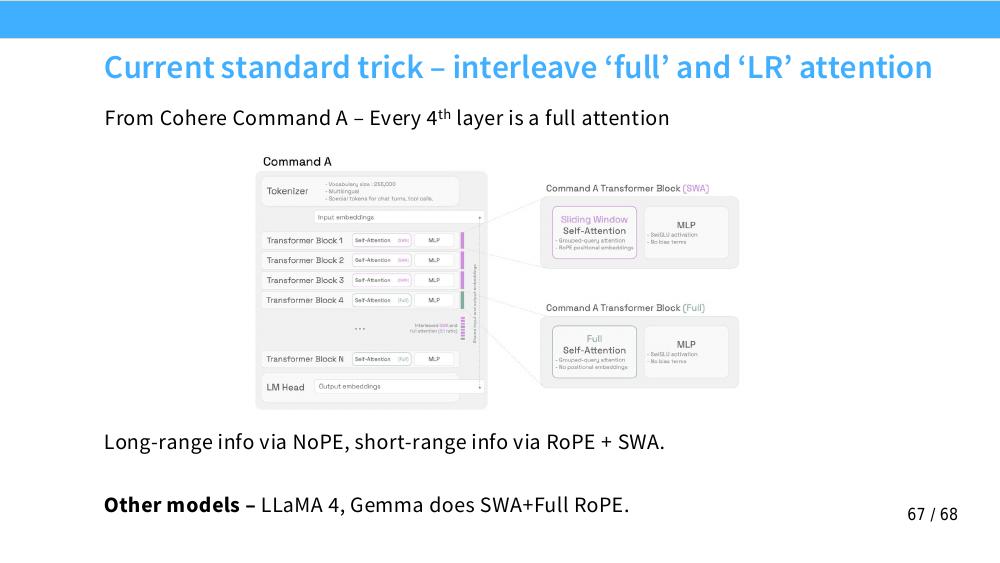 Current standard trick – interleave ‘full’ and ‘LR’ attention
From Cohere Command A – Every 4th layer is a full attention
Command A
Tokenizer
- Vocabulary size : 255,000
- Multilingual
- Special tokens for chat turns, tool calls.
Input embeddings
Transformer Block 1 Self-Attention (SWA) MLP
Transformer Block 2 Self-Attention (SWA) MLP
Transformer Block 3 Self-Attention (SWA) MLP
Transformer Block 4 Self-Attention (Full) MLP
...
Interleaved SWA and
full attention (3:1 ratio)
Transformer Block N Self-Attention (Full) MLP
LM Head Output embeddings
Shared input and output embeddings
Command A Transformer Block (SWA)
Sliding Window
Self-Attention
- Grouped-query attention
- RoPE positional embeddings
MLP
- SwiGLU activation
- No bias terms
Command A Transformer Block (Full)
Full
Self-Attention
- Grouped-query attention
- No positional embeddings
MLP
- SwiGLU activation
- No bias terms
Long-range info via NoPE, short-range info via RoPE + SWA.
Other models – LLaMA 4, Gemma does SWA+Full RoPE.
67 / 68